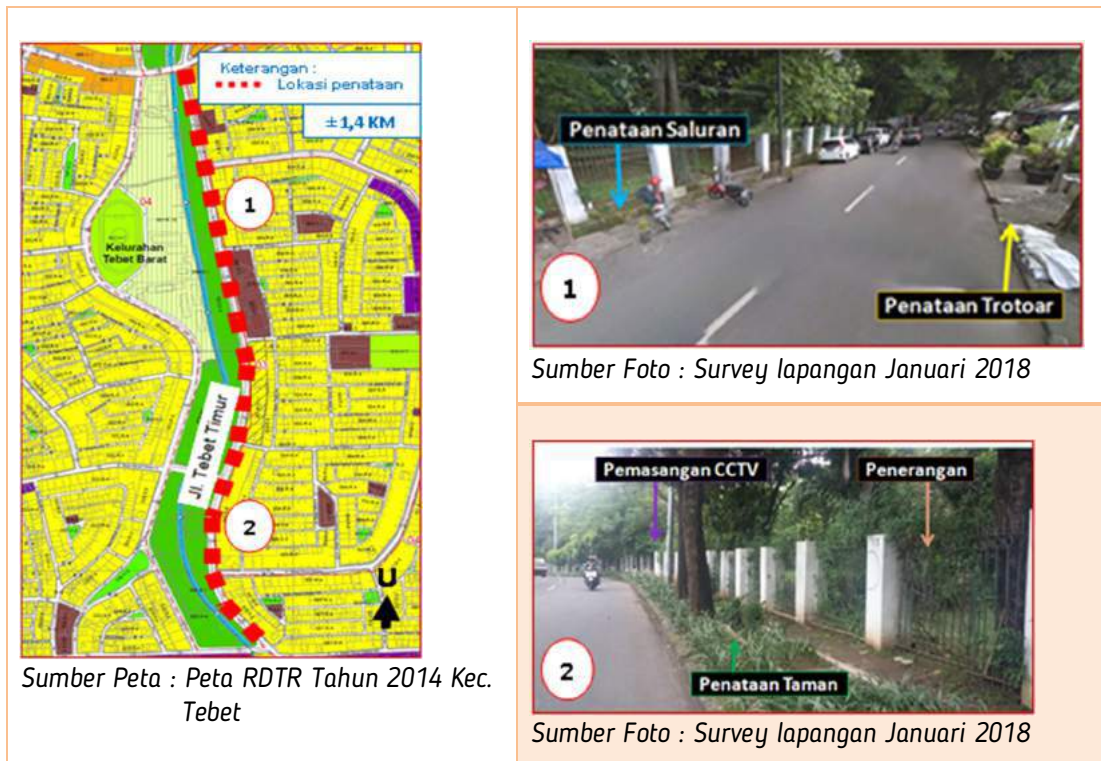 Keterangan :
Lokasi penataan
±1,4 KM
1
04
Kelurahan
Tebet Barat
Jl. Tebet Timur
2
U
Sumber Peta : Peta RDTR Tahun 2014 Kec.
Tebet
Penataan Saluran
1
Penataan Trotoar
Sumber Foto : Survey lapangan Januari 2018
Pemasangan CCTV
Penerangan
2
Penataan Taman
Sumber Foto : Survey lapangan Januari 2018